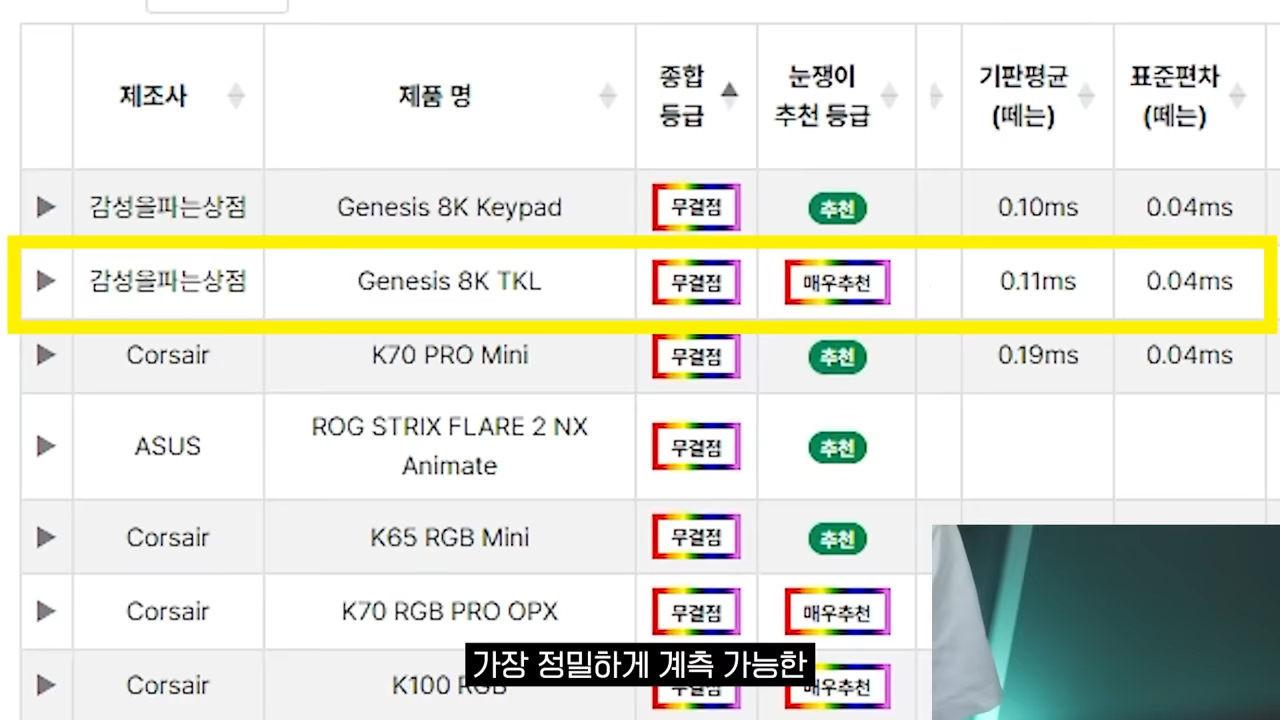 제조사 제품 명 종합 등급 눈쟁이 추천 등급 기판평균 (떼는) 표준편차 (떼는)
감성을파는상점 Genesis 8K Keypad 무결점 추천 0.10ms 0.04ms
감성을파는상점 Genesis 8K TKL 무결점 매우추천 0.11ms 0.04ms
Corsair K70 PRO Mini 무결점 추천 0.19ms 0.04ms
ASUS ROG STRIX FLARE 2 NX Animate 무결점 추천
Corsair K65 RGB Mini 무결점 추천
Corsair K70 RGB PRO OPX 무결점 매우추천
Corsair K100 RGB 무결점 매우추천
가장 정밀하게 계측 가능한